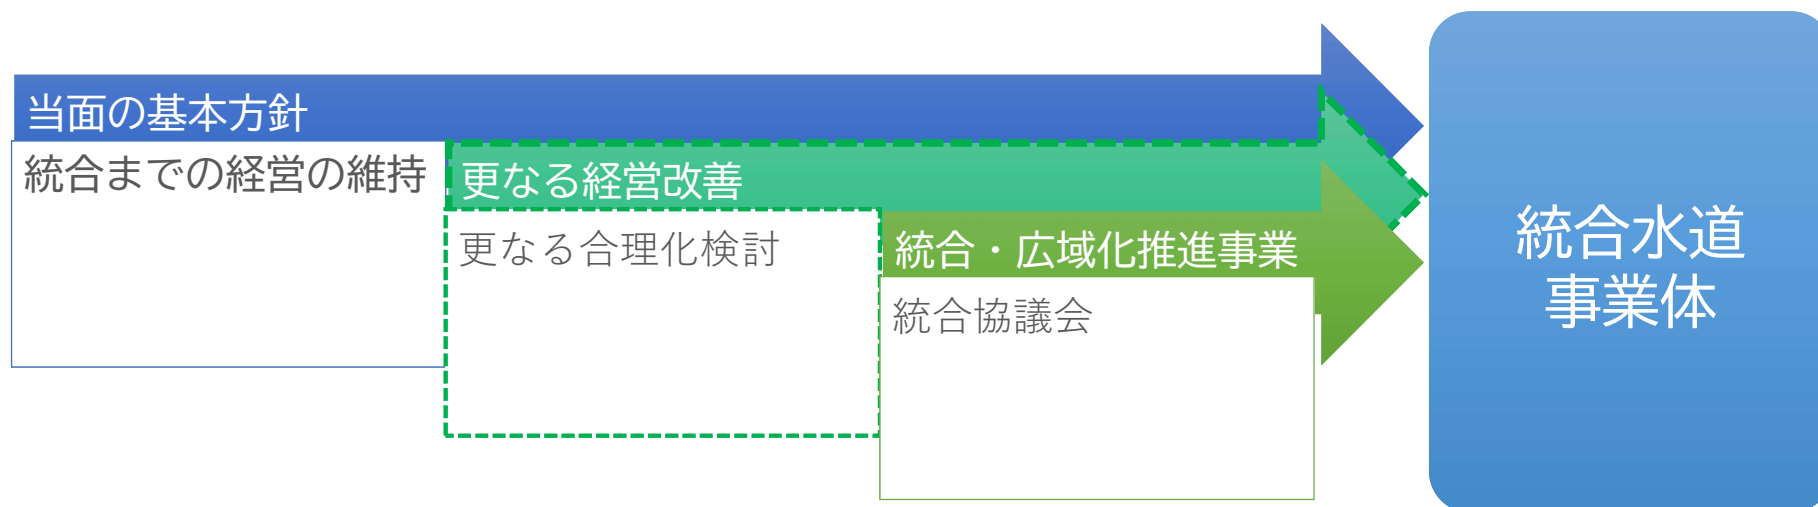 当面の基本方針
統合までの経営の維持
更なる経営改善
更なる合理化検討
統合・広域化推進事業
統合協議会
統合水道
事業体